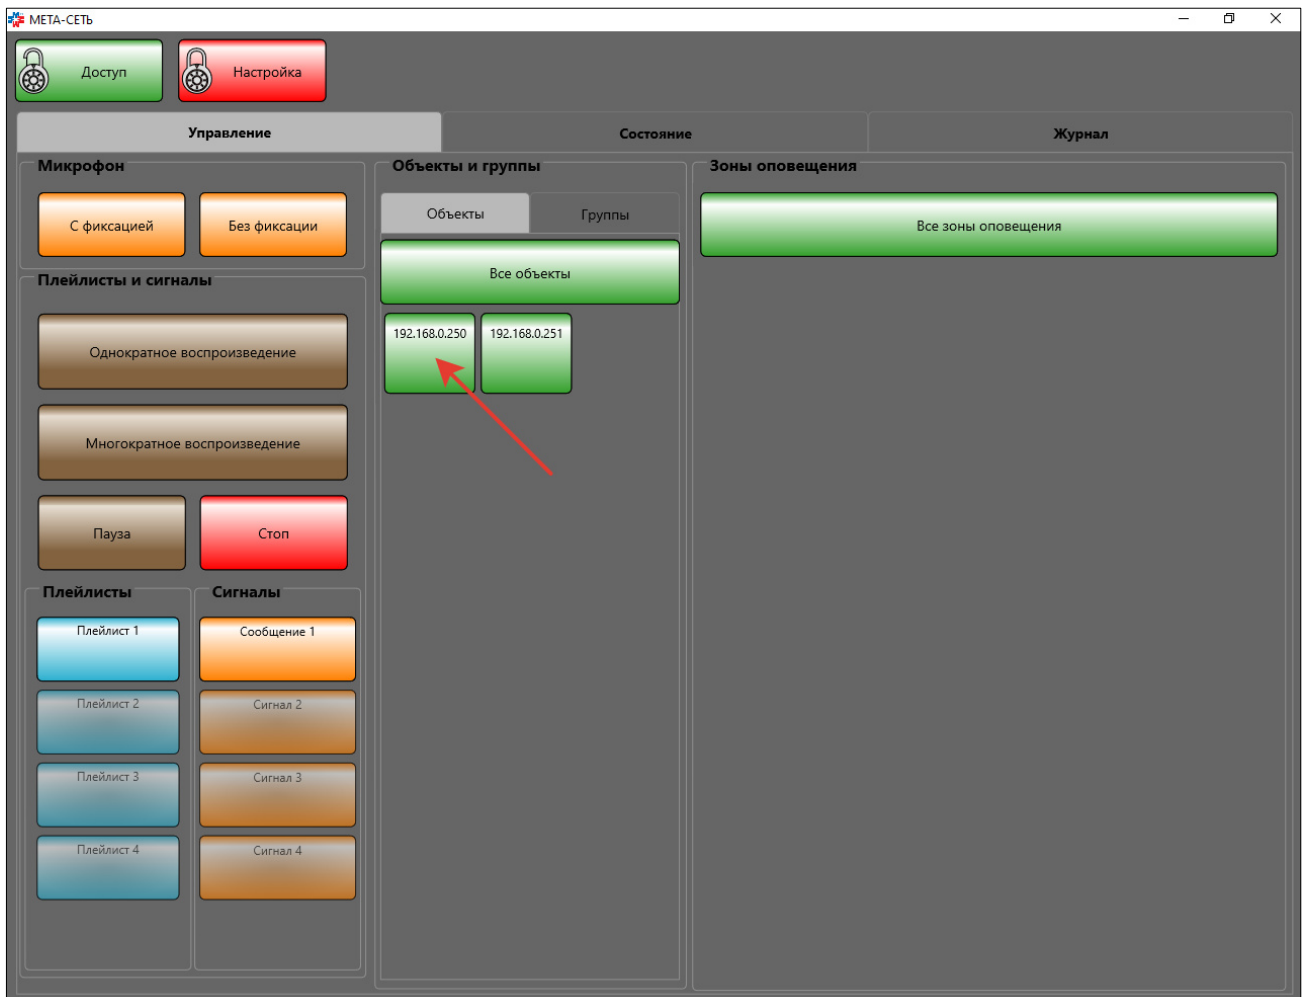 МЕТА-СЕТЬ
Доступ
Настройка
Управление
Состояние
Журнал
Микрофон
С фиксацией
Без фиксации
Плейлисты и сигналы
Однократное воспроизведение
Многократное воспроизведение
Пауза
Стоп
Плейлисты
Сигналы
Плейлист 1
Сообщение 1
Плейлист 2
Сигнал 2
Плейлист 3
Сигнал 3
Плейлист 4
Сигнал 4
Объекты и группы
Объекты
Группы
Все объекты
192.168.0.250
192.168.0.251
Зоны оповещения
Все зоны оповещения